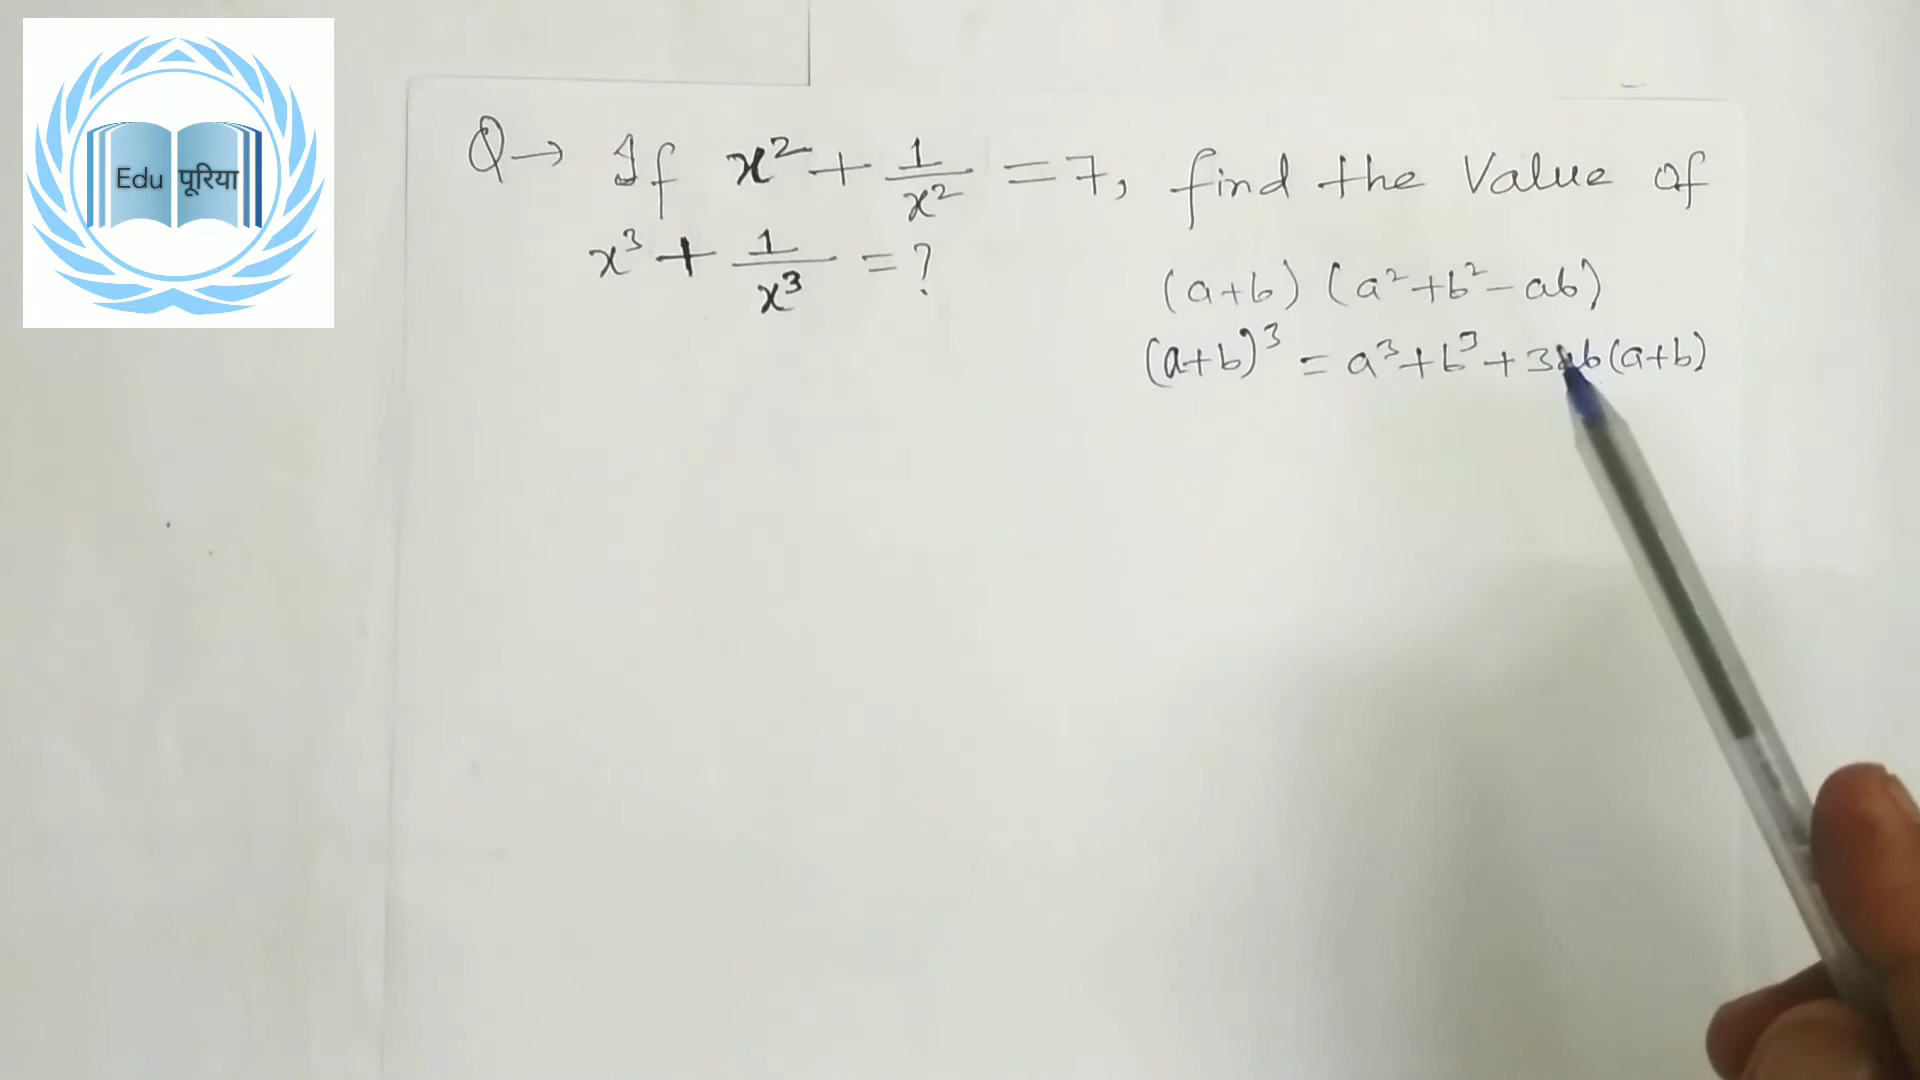 Edu पूरिया
Q→ If x² + 1/x² = 7, find the Value of
x³ + 1/x³ = ?
(a+b) (a²+b²-ab)
(a+b)³ = a³+b³+3ab(a+b)